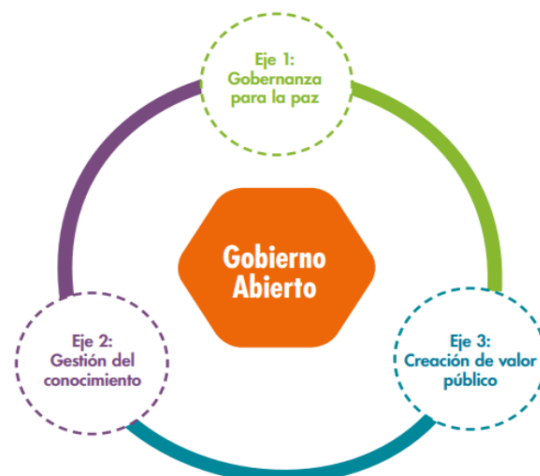 Eje 1:
Gobernanza
para la paz
Gobierno
Abierto
Eje 2:
Gestión del
conocimiento
Eje 3:
Creación de valor
público